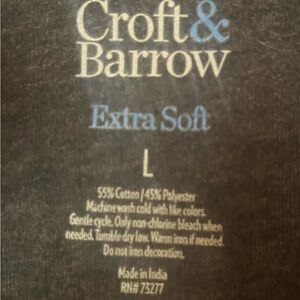 Croft&
Barrow
Extra Soft
L
55% Cotton / 45% Polyester
Machine wash cold with like colors.
Gentle cycle. Only non-chlorine bleach when
needed. Tumble dry low. Warm iron if needed.
Do not iron decoration.
Made in India
RN# 73277